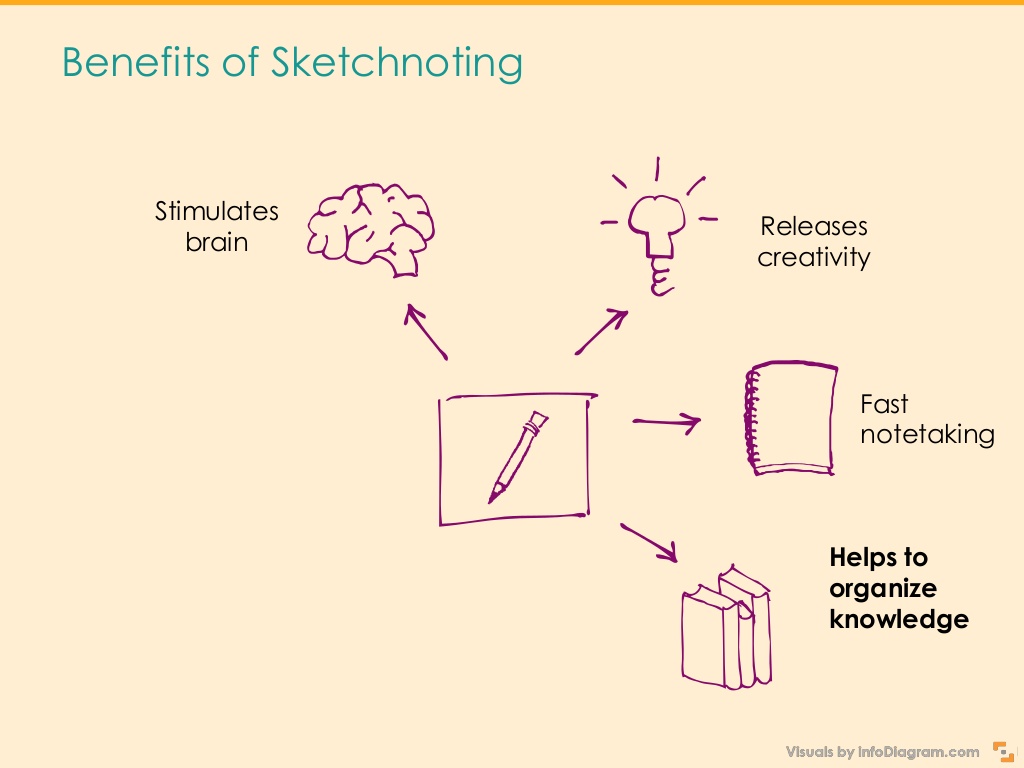 Benefits of Sketchnoting
Stimulates
brain
Releases
creativity
Fast
notetaking
Helps to
organize
knowledge
Visuals by InfoDiagram.com